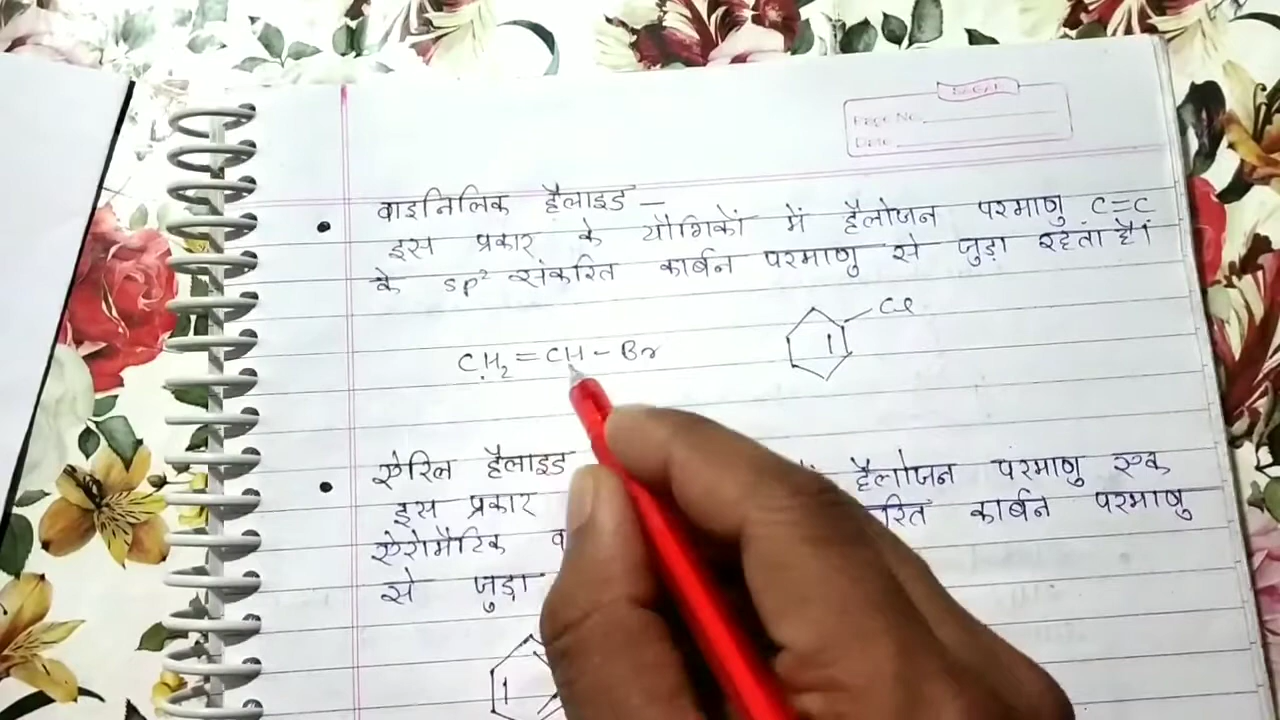 Page No.
Date
वाइनिलिक हैलाइड –
इस प्रकार के यौगिकों में हैलोजन परमाणु C=C
के sp² संकरित कार्बन परमाणु से जुड़ा रहता है।
Cl
CH₂ = CH – Br
ऐरिल हैलाइड
इस प्रकार हैलोजन परमाणु एक
ऐरोमैटिक कार्बन परमाणु
से जुड़ा